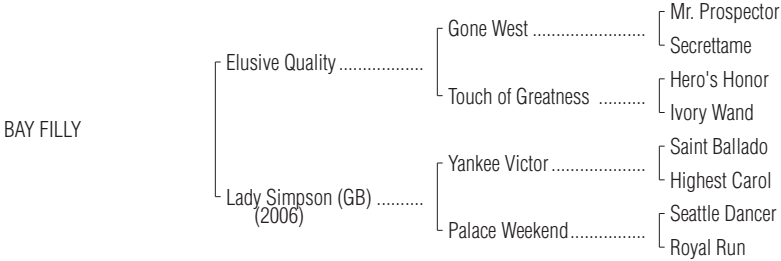 Mr. Prospector
Gone West ........................
Secrettame
Elusive Quality ..................
Hero's Honor
Touch of Greatness ..........
Ivory Wand
BAY FILLY
Saint Ballado
Yankee Victor ....................
Highest Carol
Lady Simpson (GB) ..........
(2006)
Seattle Dancer
Palace Weekend................
Royal Run